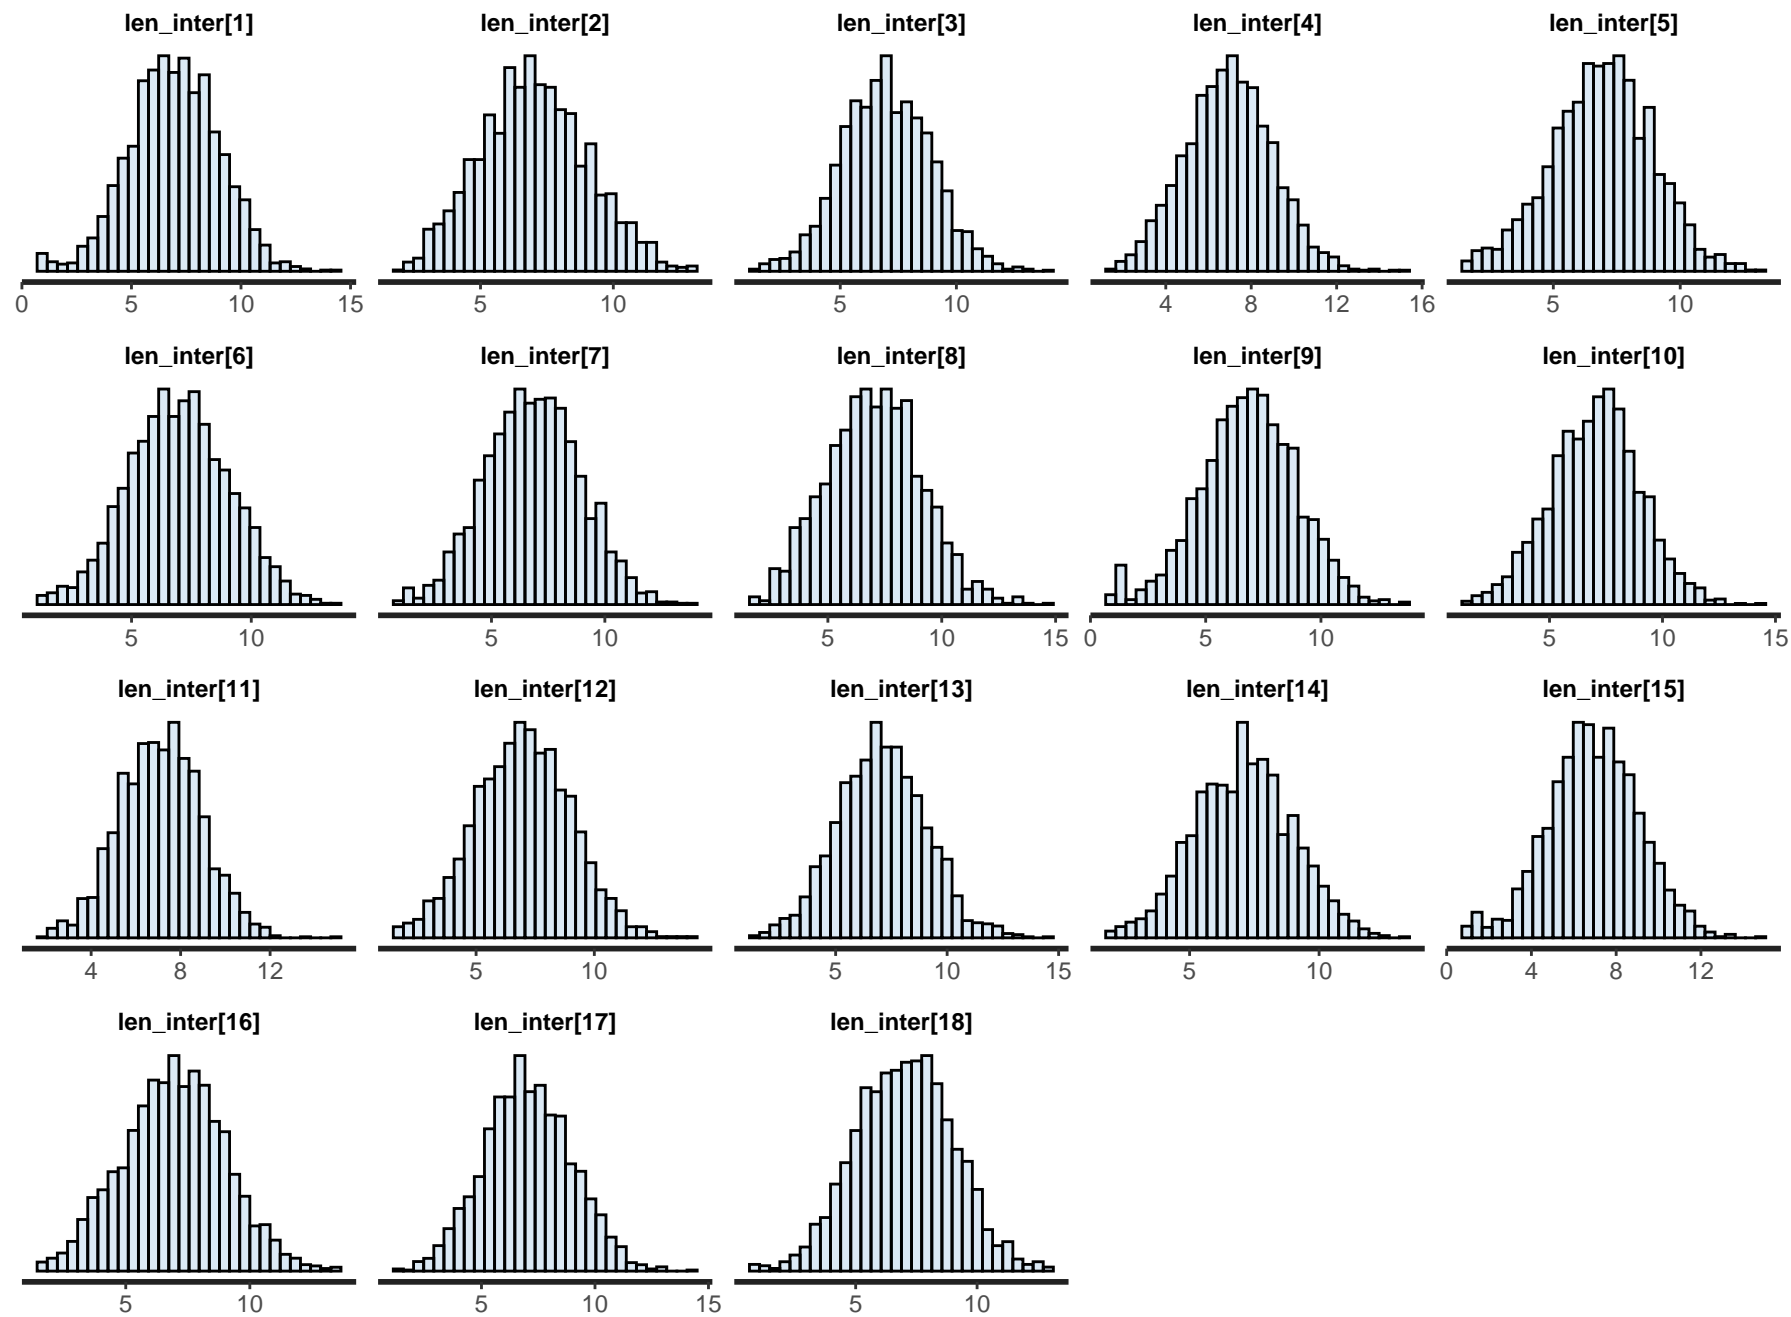 len_inter[1] len_inter[2] len_inter[3] len_inter[4] len_inter[5]
0 5 10 15 5 10 5 10 4 8 12 16 5 10
len_inter[6] len_inter[7] len_inter[8] len_inter[9] len_inter[10]
5 10 5 10 5 10 15 0 5 10 5 10 15
len_inter[11] len_inter[12] len_inter[13] len_inter[14] len_inter[15]
4 8 12 5 10 5 10 15 5 10 0 4 8 12
len_inter[16] len_inter[17] len_inter[18]
5 10 5 10 15 5 10